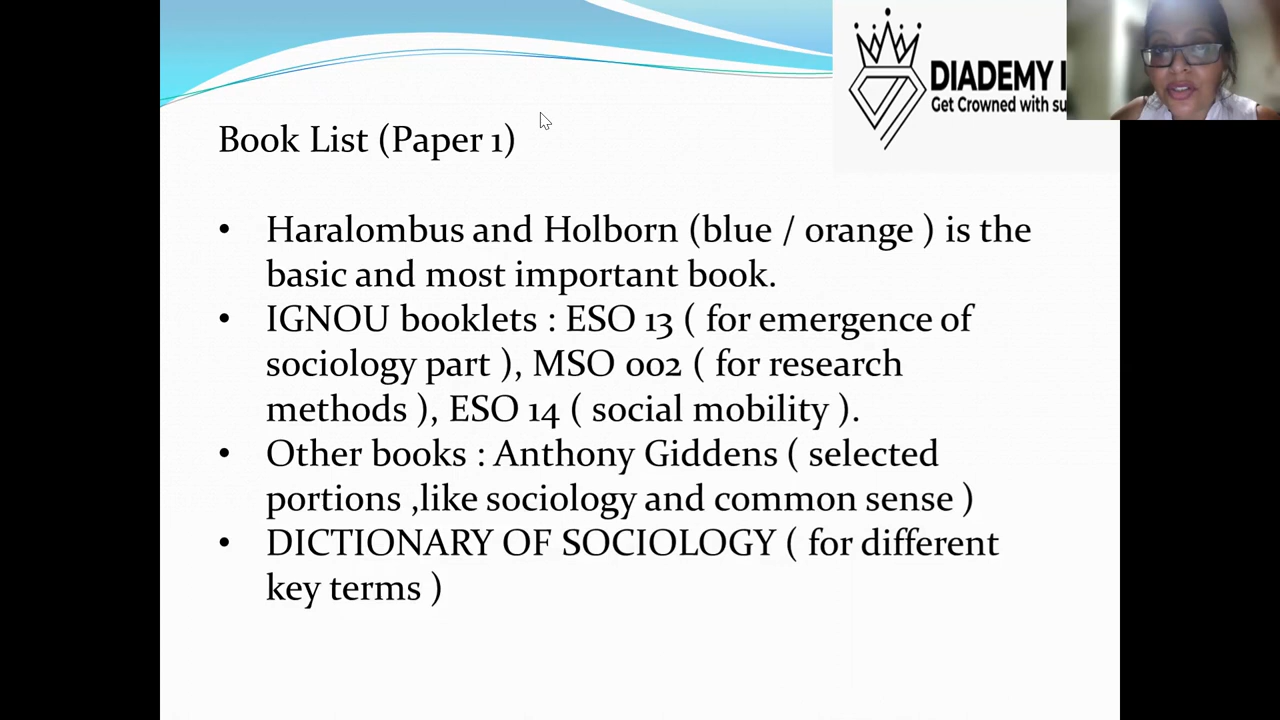 DIADEMY
Get Crowned with
Book List (Paper 1)
• Haralombus and Holborn (blue / orange ) is the
basic and most important book.
• IGNOU booklets : ESO 13 ( for emergence of
sociology part ), MSO 002 ( for research
methods ), ESO 14 ( social mobility ).
• Other books : Anthony Giddens ( selected
portions ,like sociology and common sense )
• DICTIONARY OF SOCIOLOGY ( for different
key terms )